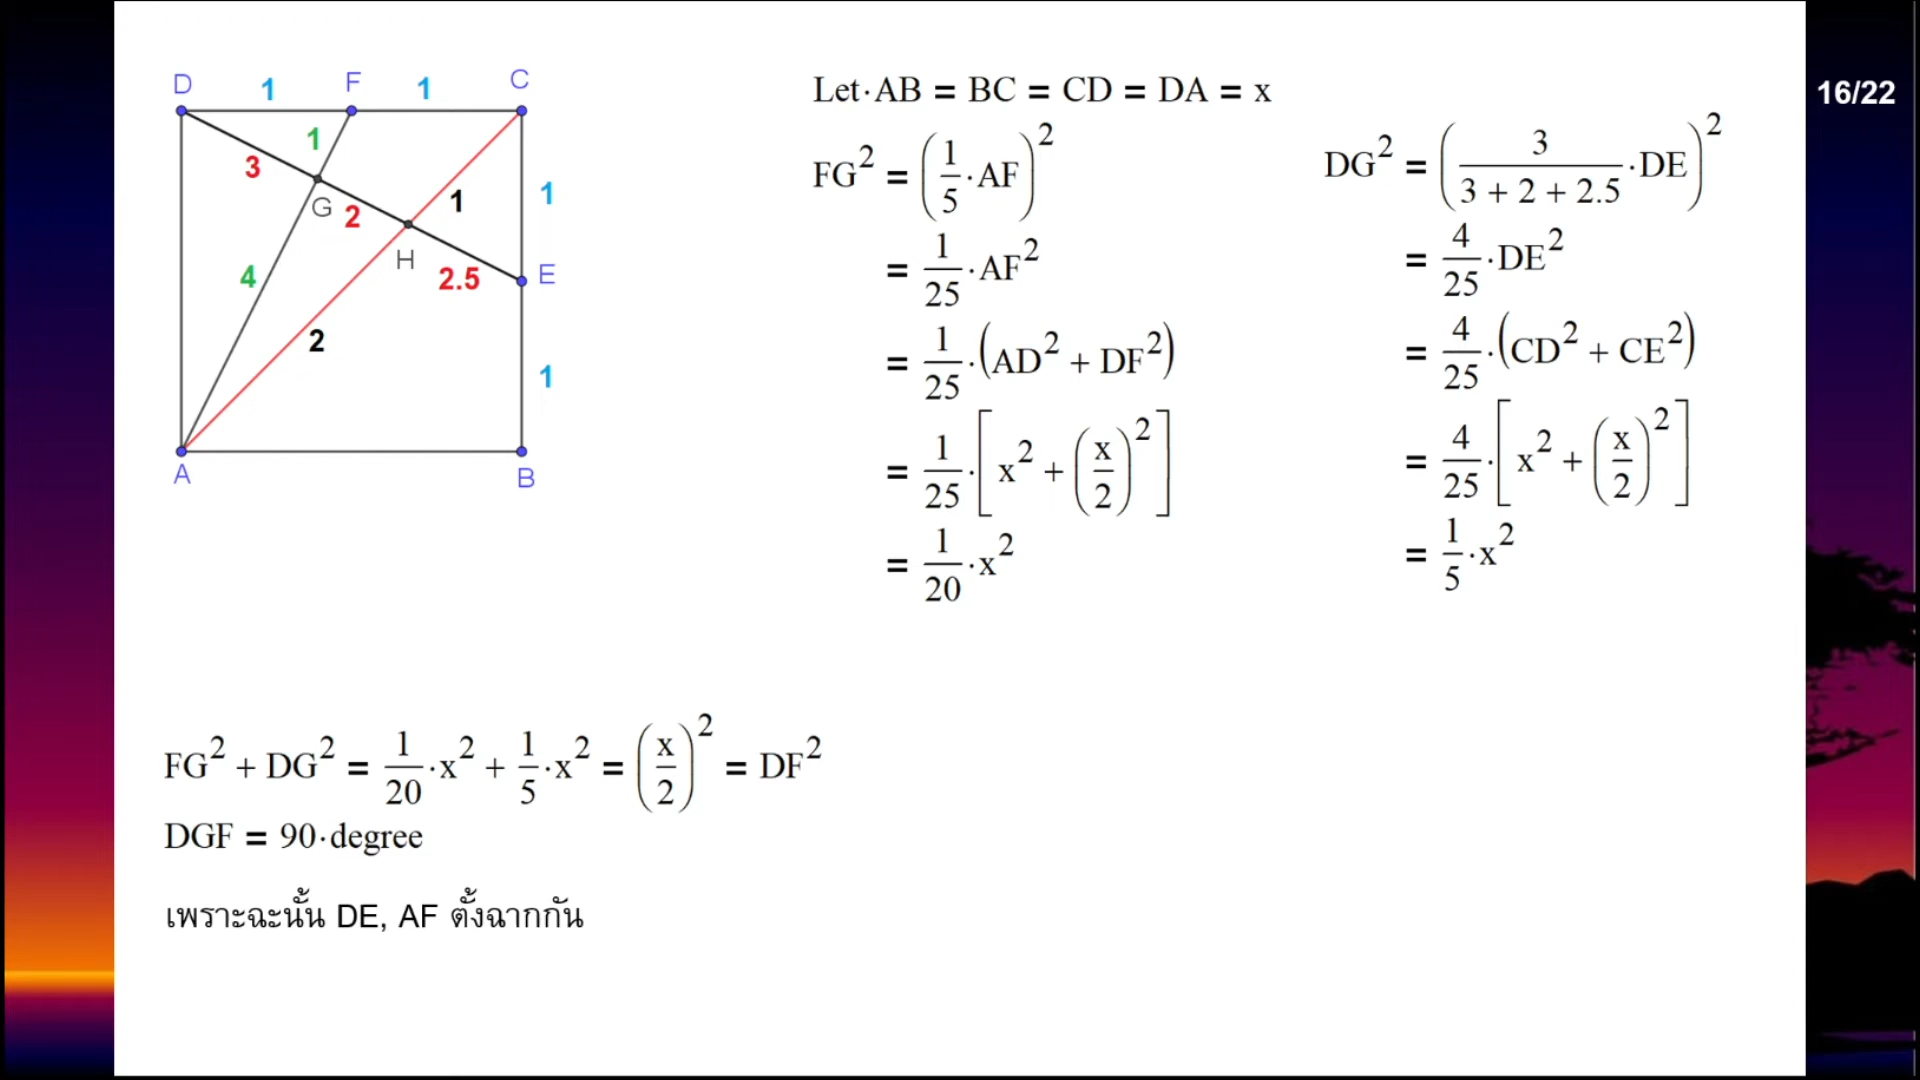 D 1 F 1 C
1
3
G 2
1
1
H
2.5 E
4
2
1
A B
Let·AB = BC = CD = DA = x
FG² = (1/5·AF)²
= 1/25·AF²
= 1/25·(AD² + DF²)
= 1/25·[x² + (x/2)²]
= 1/20·x²
DG² = (3/(3 + 2 + 2.5)·DE)²
= 4/25·DE²
= 4/25·(CD² + CE²)
= 4/25·[x² + (x/2)²]
= 1/5·x²
16/22
FG² + DG² = 1/20·x² + 1/5·x² = (x/2)² = DF²
DGF = 90·degree
เพราะฉะนั้น DE, AF ตั้งฉากกัน